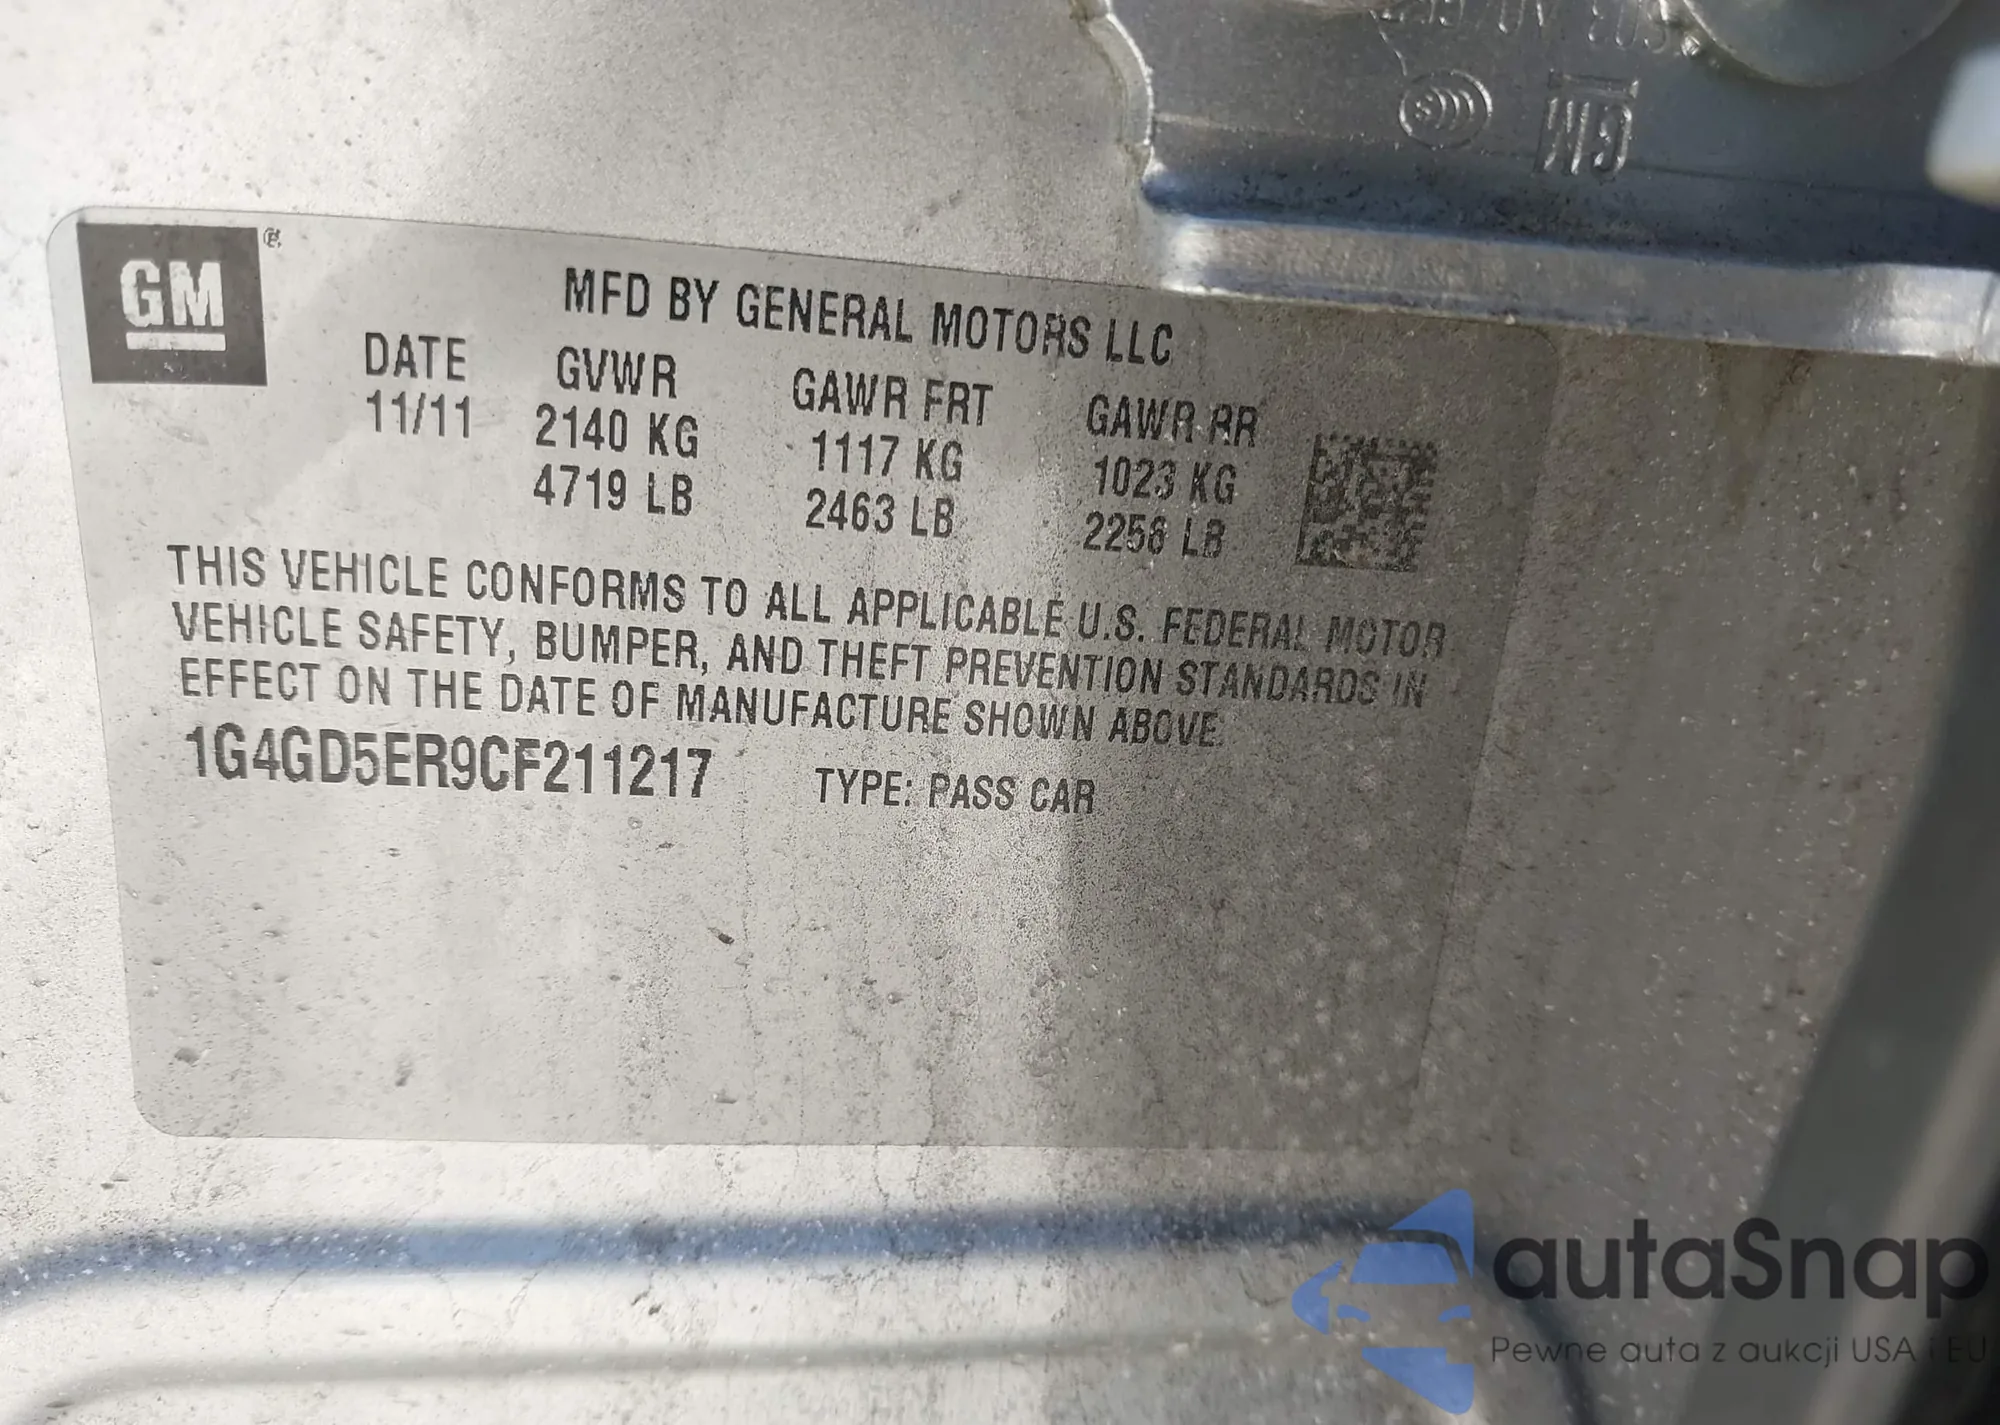 GM
MFD BY GENERAL MOTORS LLC
DATE GVWR GAWR FRT GAWR RR
11/11 2140 KG 1117 KG 1023 KG
4719 LB 2463 LB 2256 LB
THIS VEHICLE CONFORMS TO ALL APPLICABLE U.S. FEDERAL MOTOR
VEHICLE SAFETY, BUMPER, AND THEFT PREVENTION STANDARDS IN
EFFECT ON THE DATE OF MANUFACTURE SHOWN ABOVE.
1G4GD5ER9CF211217 TYPE: PASS CAR
GM
autaSnap
Pewne auta z aukcji USA i EU